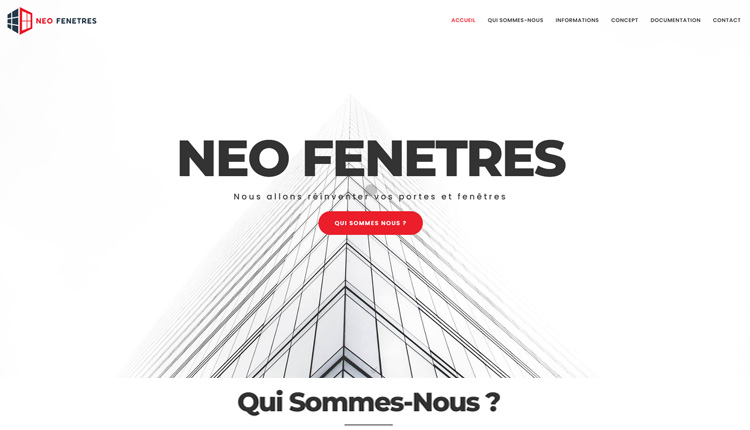 NEO FENETRES
ACCUEIL QUI SOMMES-NOUS INFORMATIONS CONCEPT DOCUMENTATION CONTACT
NEO FENETRES
Nous allons réinventer vos portes et fenêtres
QUI SOMMES NOUS ?
Qui Sommes-Nous ?